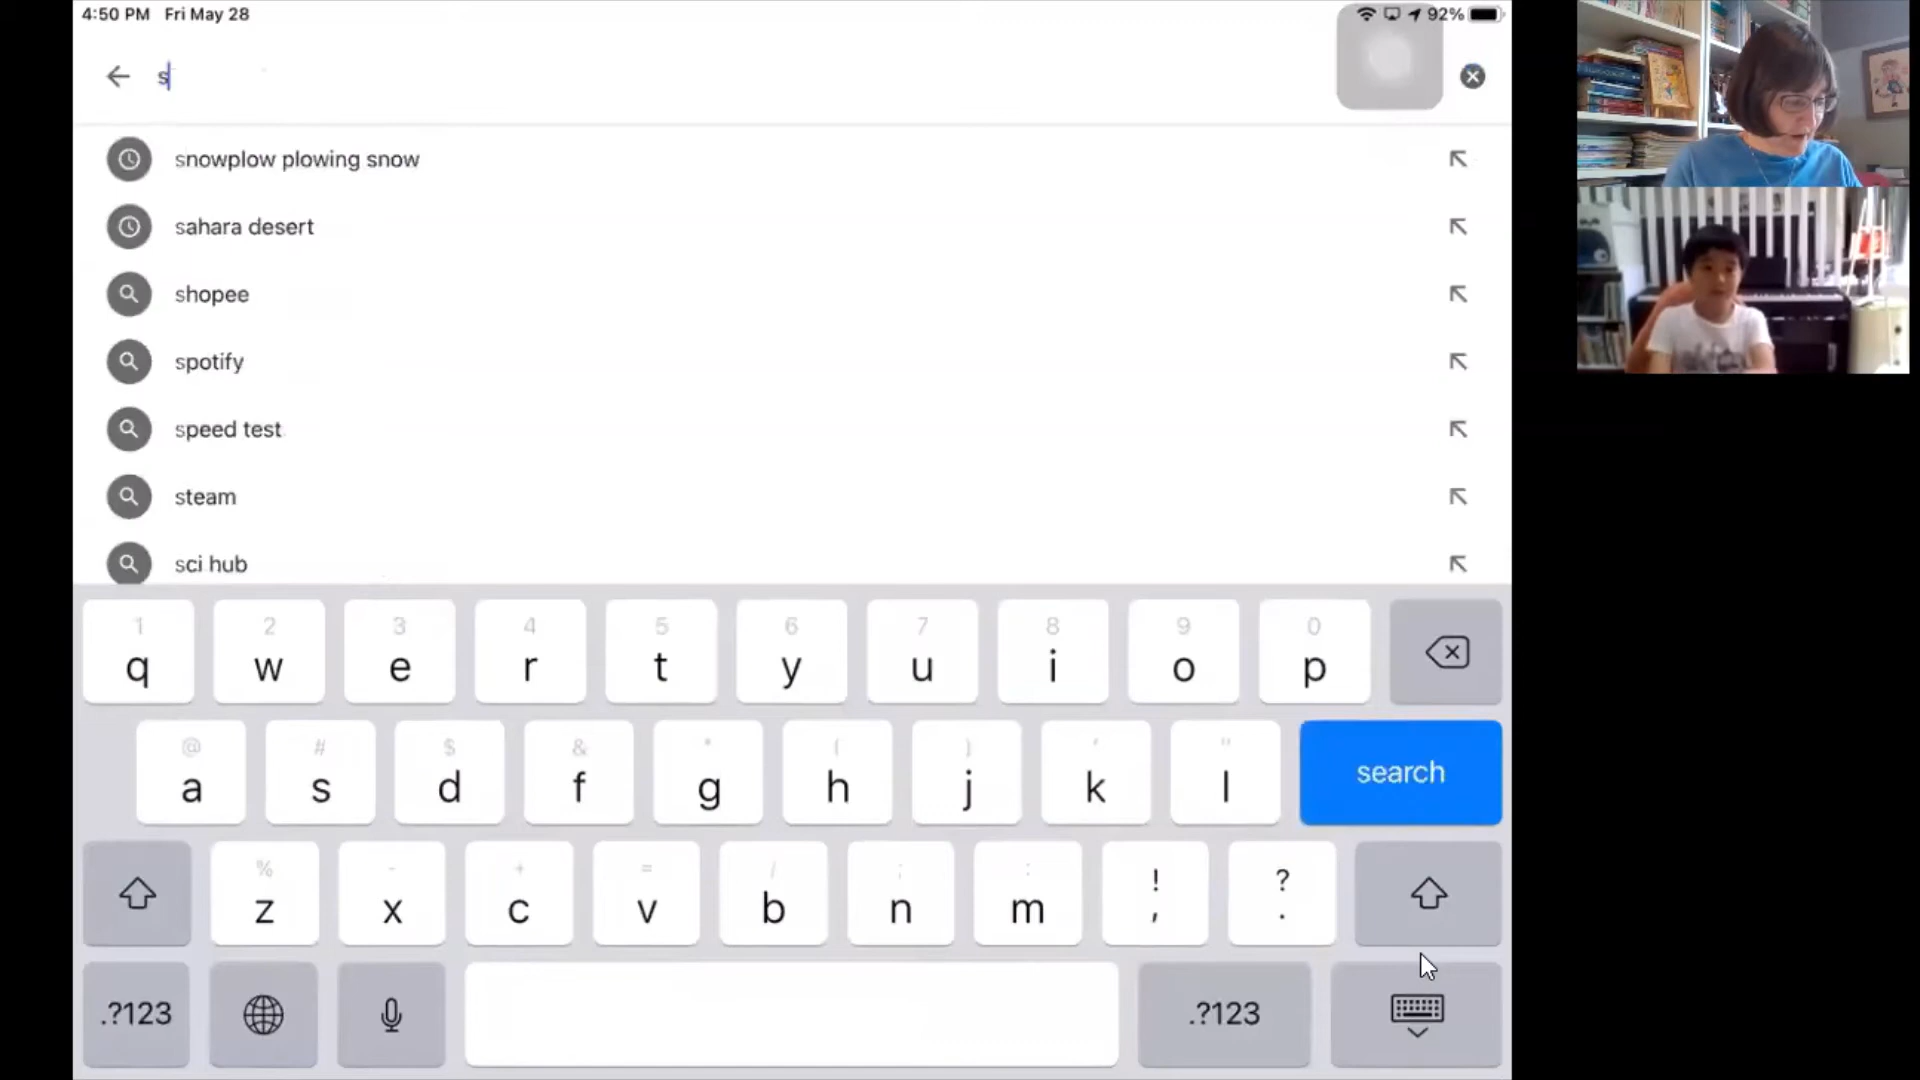 4:50 PM Fri May 28 92%
s
snowplow plowing snow
sahara desert
shopee
spotify
speed test
steam
sci hub
1 2 3 4 5 6 7 8 9 0
q w e r t y u i o p
@ # $ & * ( ) ' "
a s d f g h j k l search
% - + = / ; : ! ?
z x c v b n m , .
.?123 .?123